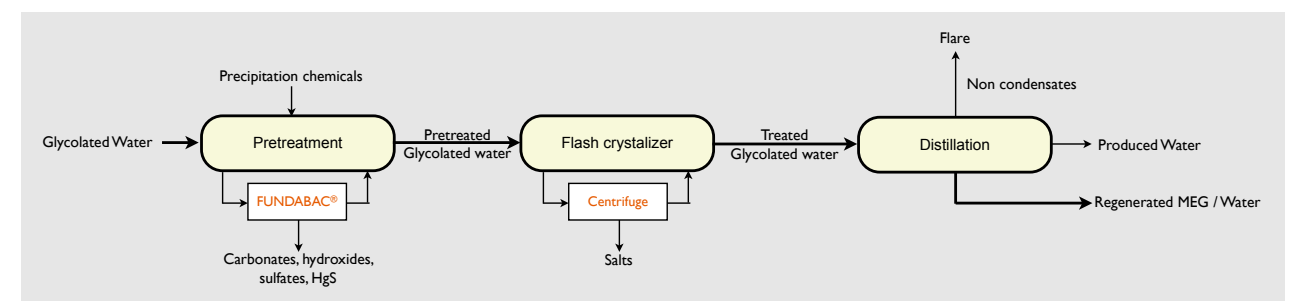 Flare
Precipitation chemicals
Non condensates
Glycolated Water
Pretreatment
Pretreated
Glycolated water
Flash crystalizer
Treated
Glycolated water
Distillation
Produced Water
FUNDABAC®
Centrifuge
Regenerated MEG / Water
Carbonates, hydroxides,
sulfates, HgS
Salts